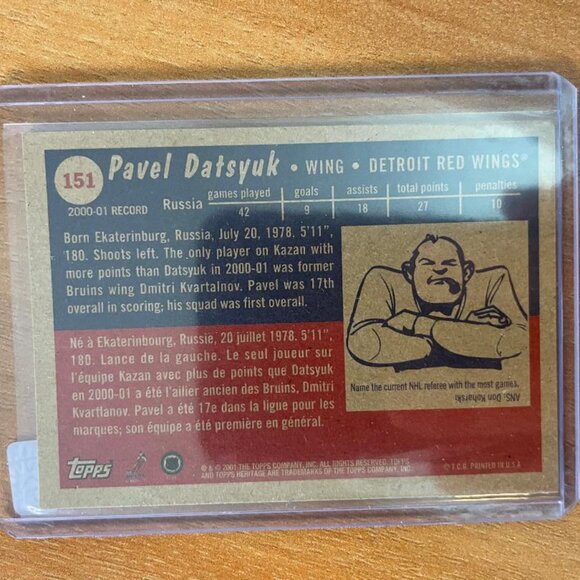 151
Pavel Datsyuk • WING • DETROIT RED WINGS®
games played goals assists total points penalties
2000-01 RECORD Russia 42 9 18 27 10
Born Ekaterinburg, Russia, July 20, 1978. 5'11",
180. Shoots left. The only player on Kazan with
more points than Datsyuk in 2000-01 was former
Bruins wing Dmitri Kvartalnov. Pavel was 17th
overall in scoring; his squad was first overall.
Né à Ekaterinbourg, Russie, 20 juillet 1978. 5'11",
180. Lance de la gauche. Le seul joueur sur
l'équipe Kazan avec plus de points que Datsyuk
en 2000-01 a été l'ailier ancien des Bruins, Dmitri
Kvartlanov. Pavel a été 17e dans la ligue pour les
marques; son équipe a été première en général.
Name the current NHL referee with the most games.
ANS: Don Koharski
TOPPS
® & © 2001 THE TOPPS COMPANY, INC. ALL RIGHTS RESERVED. TOPPS
AND TOPPS HERITAGE ARE TRADEMARKS OF THE TOPPS COMPANY, INC.
© T.C.G. PRINTED IN U.S.A.